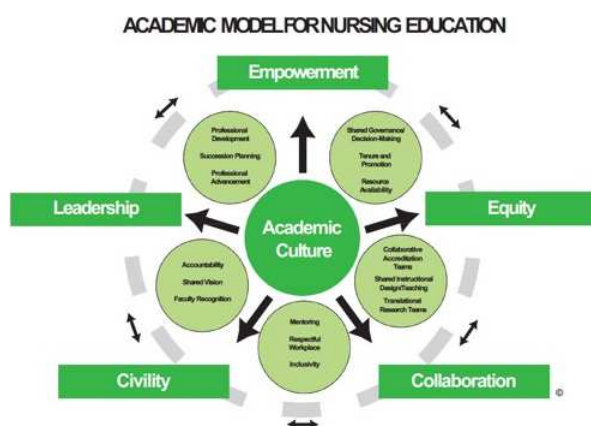 ACADEMIC MODEL FOR NURSING EDUCATION
Empowerment
Professional
Development
Succession Planning
Professional
Advancement
Shared Governance/
Decision-Making
Tenure and
Promotion
Resource
Availability
Leadership
Academic
Culture
Equity
Accountability
Shared Vision
Faculty Recognition
Collaborative
Accreditation
Teams
Shared Instructional
Design/Teaching
Translational
Research Teams
Mentoring
Respectful
Workplace
Inclusivity
Civility
Collaboration
©